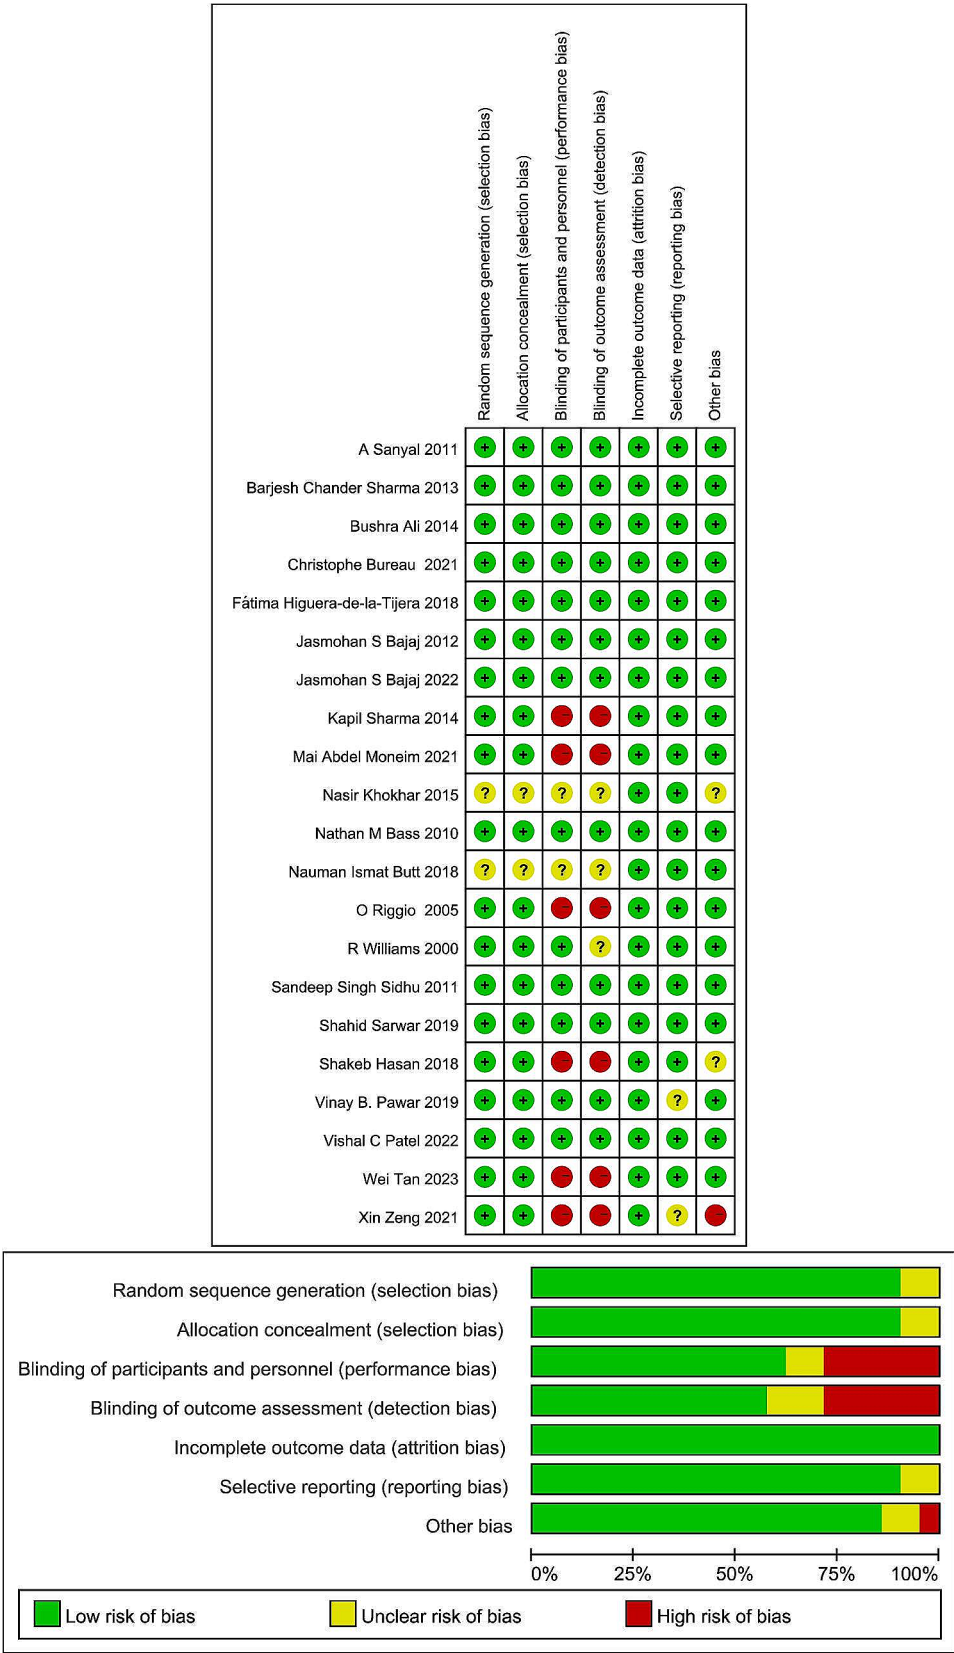 Random sequence generation (selection bias)
Allocation concealment (selection bias)
Blinding of participants and personnel (performance bias)
Blinding of outcome assessment (detection bias)
Incomplete outcome data (attrition bias)
Selective reporting (reporting bias)
Other bias
A Sanyal 2011 + + + + + + +
Barjesh Chander Sharma 2013 + + + + + + +
Bushra Ali 2014 + + + + + + +
Christophe Bureau  2021 + + + + + + +
Fátima Higuera-de-la-Tijera 2018 + + + + + + +
Jasmohan S Bajaj 2012 + + + + + + +
Jasmohan S Bajaj 2022 + + + + + + +
Kapil Sharma 2014 + + - - + + +
Mai Abdel Moneim 2021 + + - - + + +
Nasir Khokhar 2015 ? ? ? ? + + ?
Nathan M Bass 2010 + + + + + + +
Nauman Ismat Butt 2018 ? ? ? ? + + +
O Riggio  2005 + + - - + + +
R Williams 2000 + + + ? + + +
Sandeep Singh Sidhu 2011 + + + + + + +
Shahid Sarwar 2019 + + + + + + +
Shakeb Hasan 2018 + + - - + + ?
Vinay B. Pawar 2019 + + + + + ? +
Vishal C Patel 2022 + + + + + + +
Wei Tan 2023 + + - - + + +
Xin Zeng 2021 + + - - + ? -
Random sequence generation (selection bias)
Allocation concealment (selection bias)
Blinding of participants and personnel (performance bias)
Blinding of outcome assessment (detection bias)
Incomplete outcome data (attrition bias)
Selective reporting (reporting bias)
Other bias
0% 25% 50% 75% 100%
Low risk of bias Unclear risk of bias High risk of bias